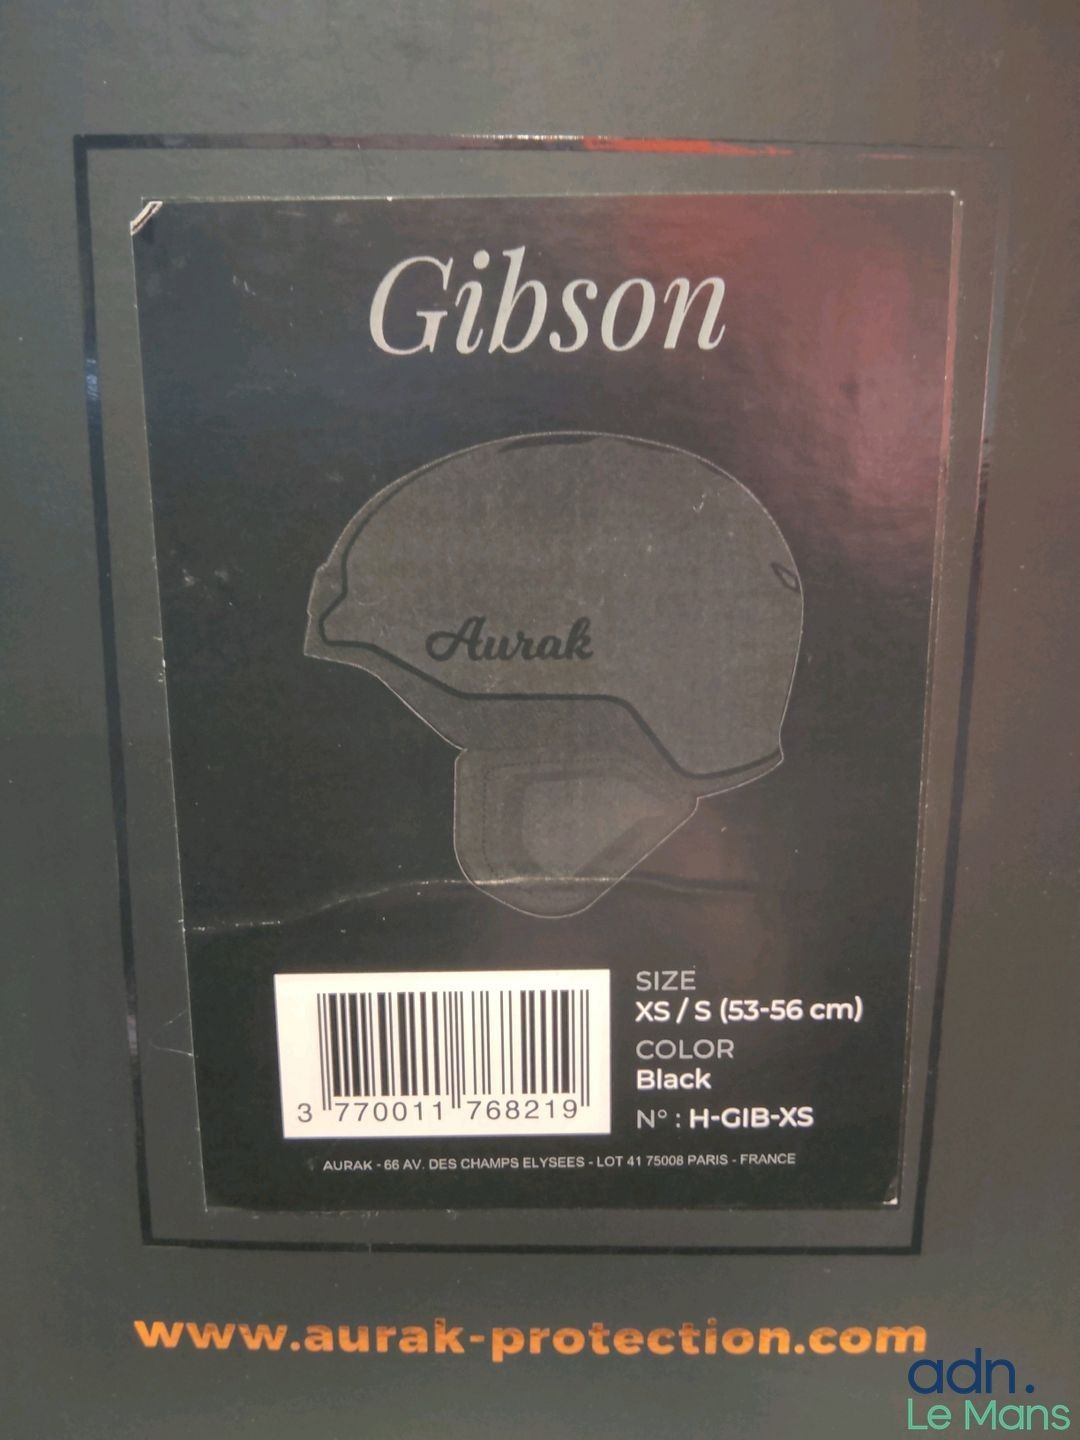 Gibson
Aurak
SIZE
XS / S (53-56 cm)
COLOR
Black
N° : H-GIB-XS
3 770011 768219
AURAK - 66 AV. DES CHAMPS ELYSEES - LOT 41 75008 PARIS - FRANCE
www.aurak-protection.com
adn.
Le Mans